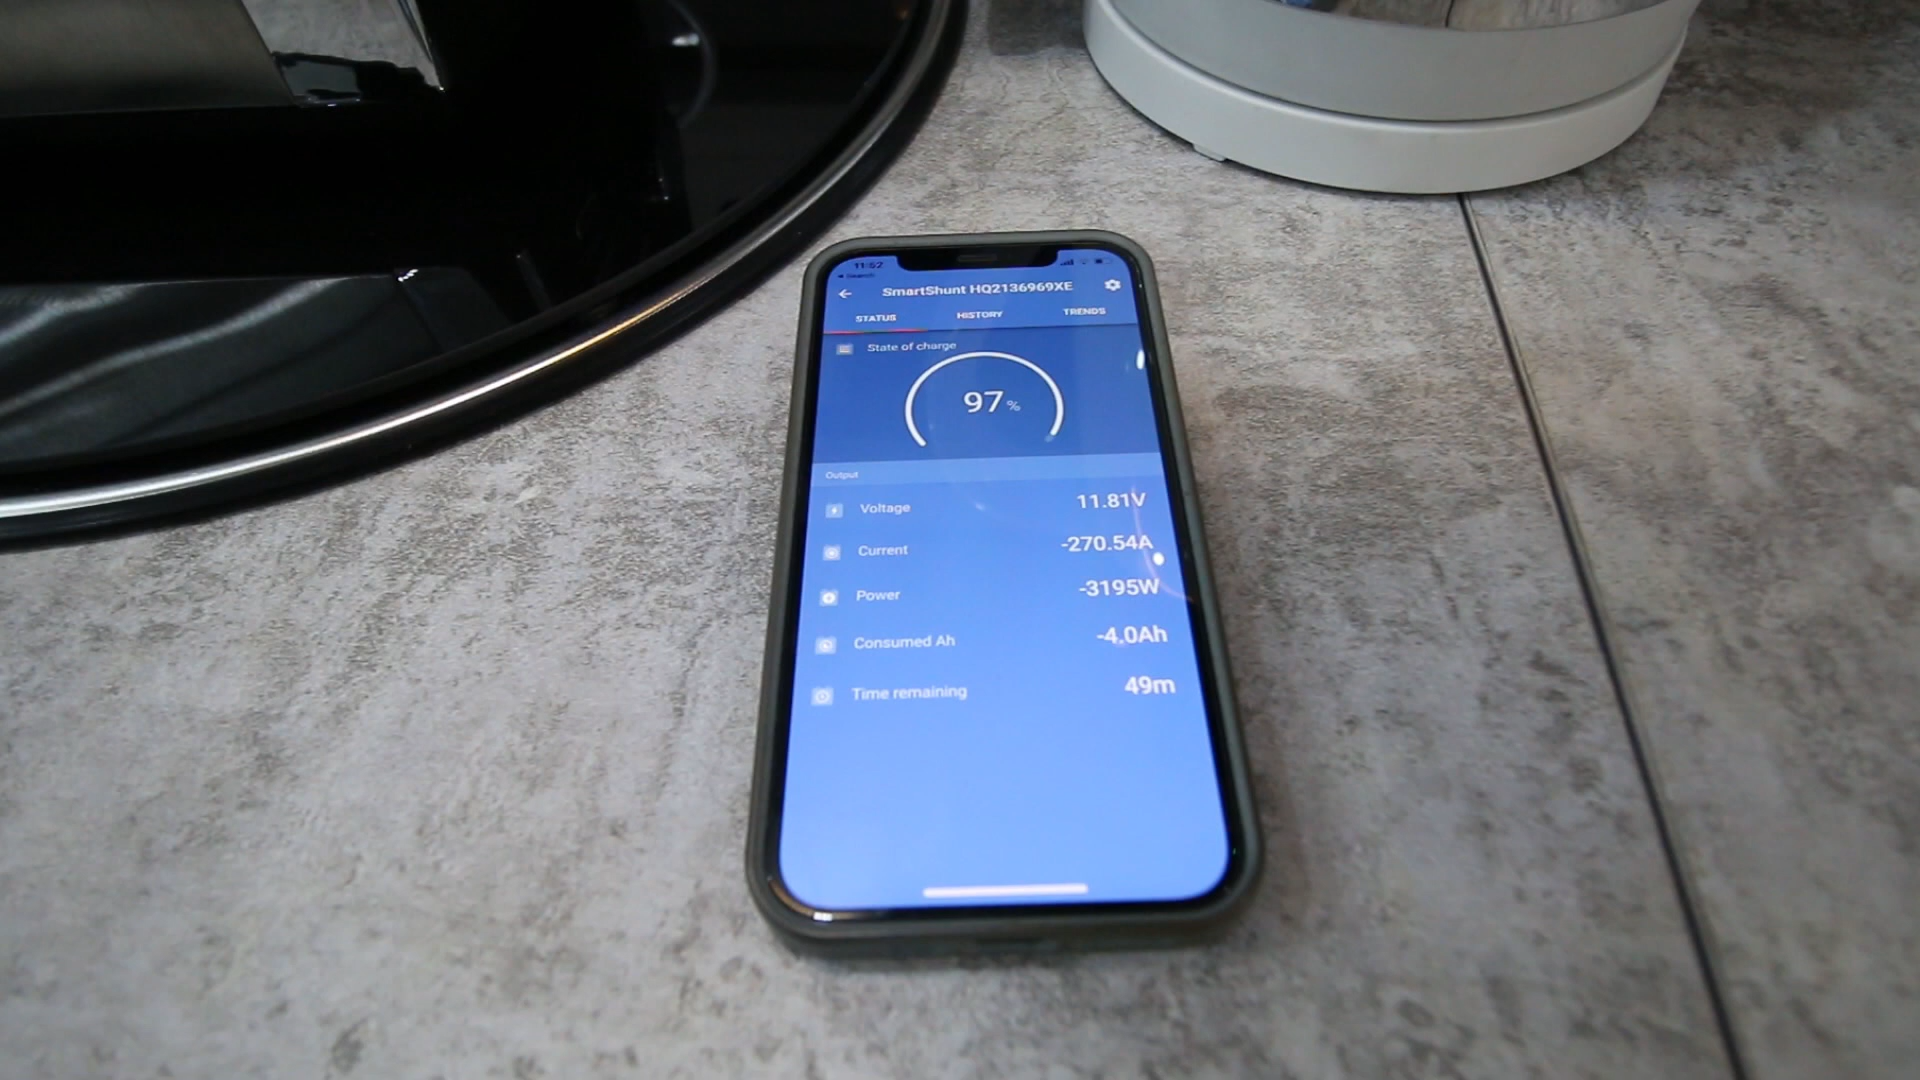 11:52
◂ Search
SmartShunt HQ2136969XE
STATUS HISTORY TRENDS
State of charge
97%
Output
Voltage 11.81V
Current -270.54A
Power -3195W
Consumed Ah -4.0Ah
Time remaining 49m